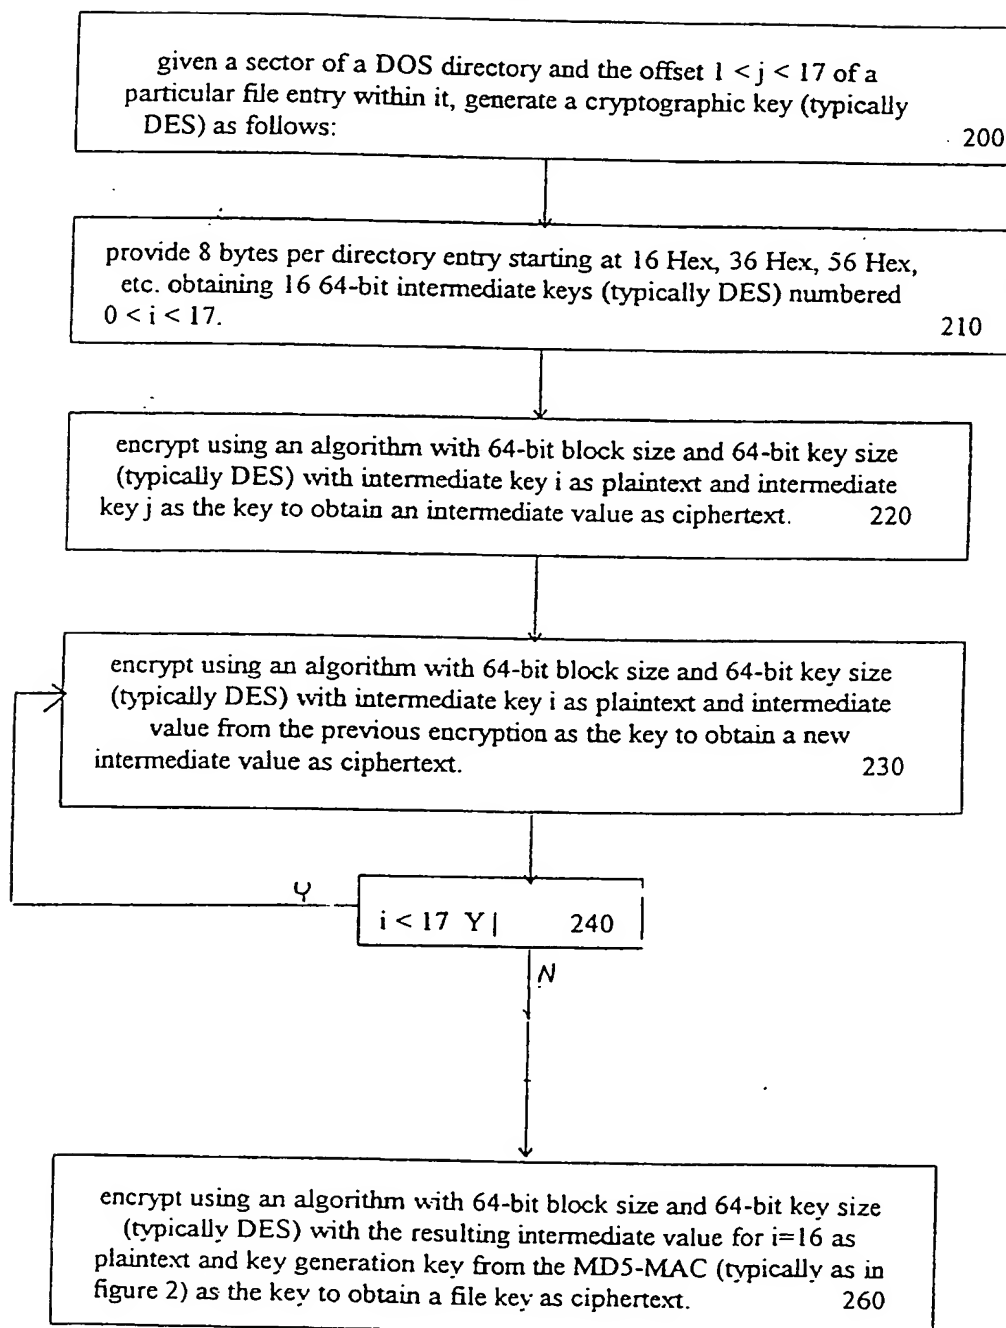 given a sector of a DOS directory and the offset 1 < j < 17 of a
particular file entry within it, generate a cryptographic key (typically
DES) as follows:
200
provide 8 bytes per directory entry starting at 16 Hex, 36 Hex, 56 Hex,
etc. obtaining 16 64-bit intermediate keys (typically DES) numbered
0 < i < 17.
210
encrypt using an algorithm with 64-bit block size and 64-bit key size
(typically DES) with intermediate key i as plaintext and intermediate
key j as the key to obtain an intermediate value as ciphertext. 220
encrypt using an algorithm with 64-bit block size and 64-bit key size
(typically DES) with intermediate key i as plaintext and intermediate
value from the previous encryption as the key to obtain a new
intermediate value as ciphertext. 230
Y
i < 17 Y| 240
N
encrypt using an algorithm with 64-bit block size and 64-bit key size
(typically DES) with the resulting intermediate value for i=16 as
plaintext and key generation key from the MD5-MAC (typically as in
figure 2) as the key to obtain a file key as ciphertext. 260